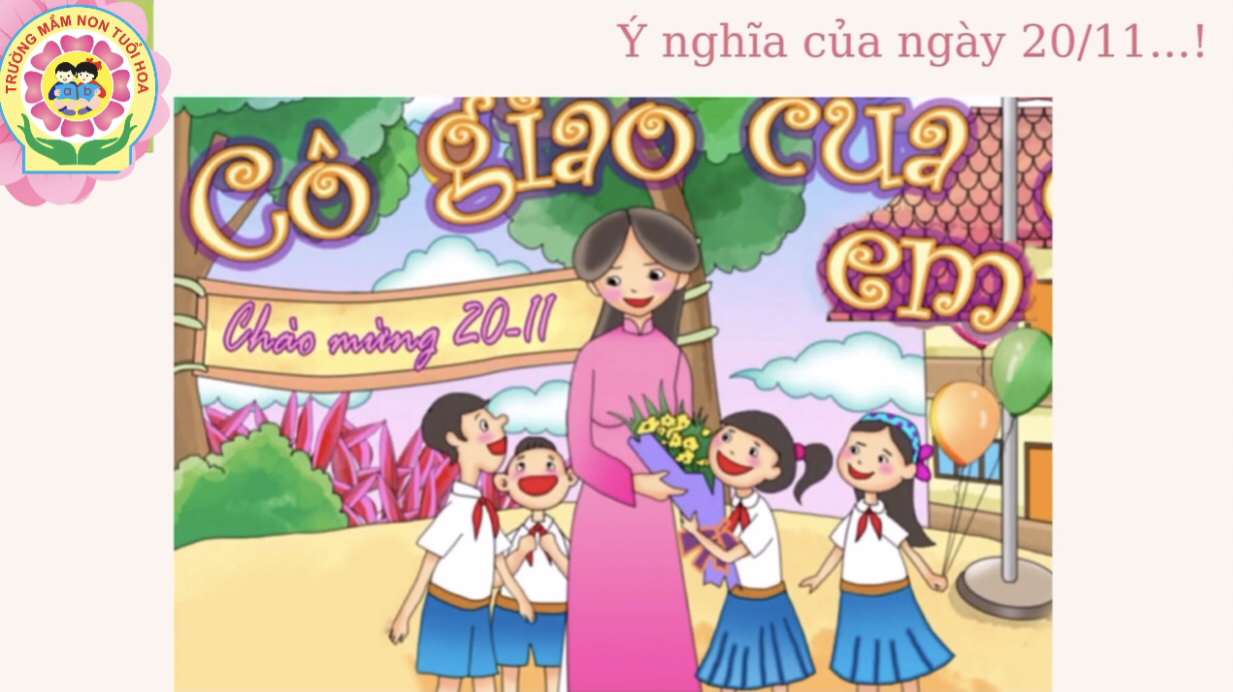 TRƯỜNG MẦM NON TUỔI HOA
a b
Ý nghĩa của ngày 20/11...!
Cô giáo của
em
Chào mừng 20-11